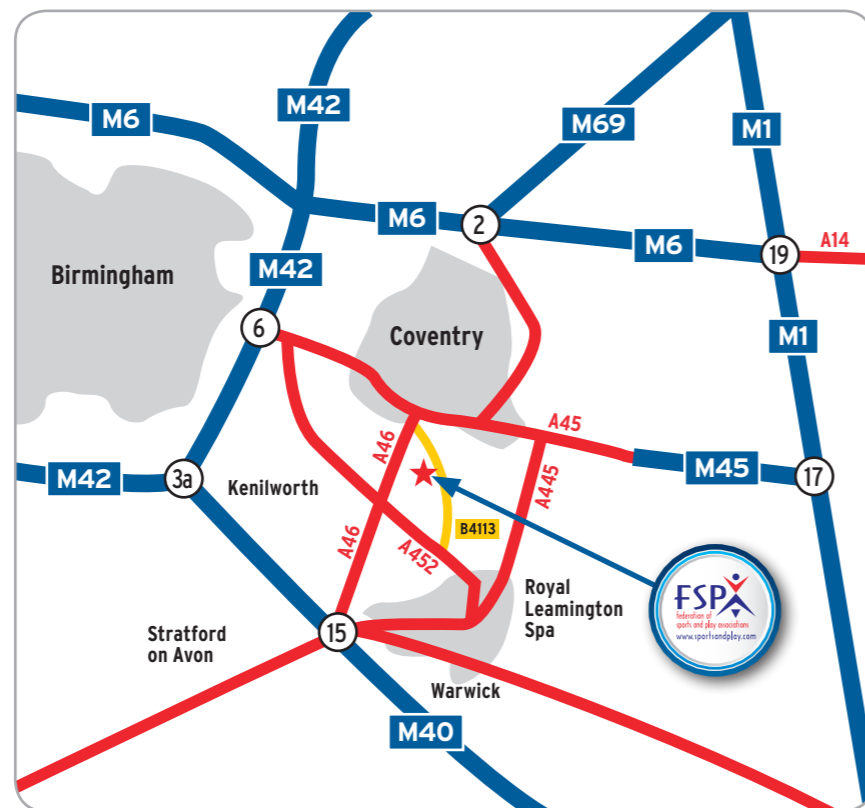 M42
M6
M69
M1
M6
2
M6
19
A14
M42
Birmingham
6
Coventry
M1
A45
A46
M45
17
3a
M42
Kenilworth
A445
B4113
A46
A452
FSPA
federation of
sports and play associations
www.sportsandplay.com
Royal
Leamington
Spa
15
Stratford
on Avon
Warwick
M40